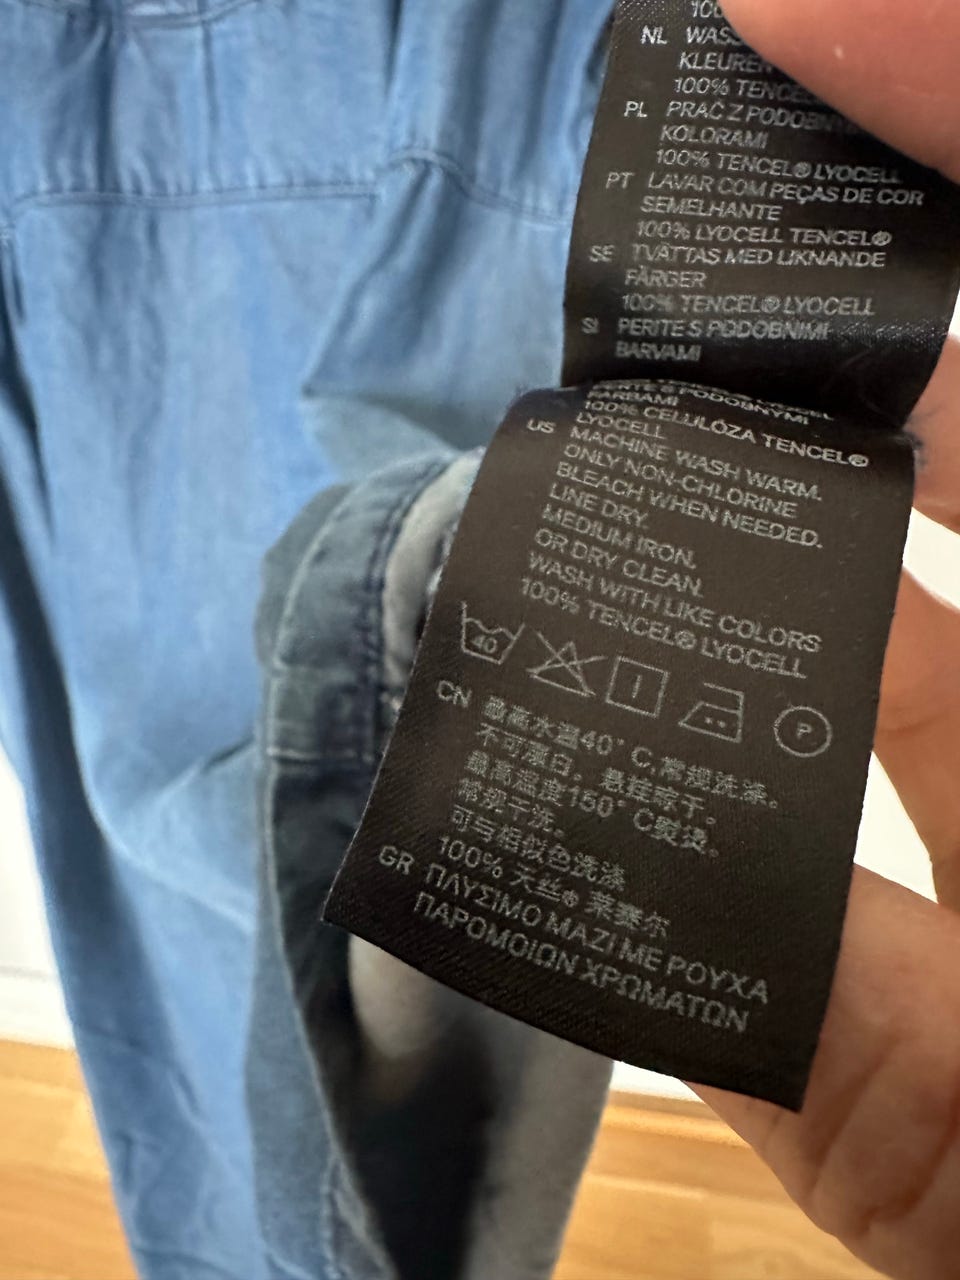 100
NL
KLEUREN
100% TENCEL
PL PRAĆ Z PODOBNYMI
KOLORAMI
100% TENCEL® LYOCELL
PT LAVAR COM PEÇAS DE COR
SEMELHANTE
100% LYOCELL TENCEL®
SE TVÄTTAS MED LIKNANDE
FÄRGER
100% TENCEL® LYOCELL
SI PERITE S PODOBNIMI
BARVAMI
FARBAMI
100% CELULÓZA TENCEL®
LYOCELL
US MACHINE WASH WARM.
ONLY NON-CHLORINE
BLEACH WHEN NEEDED.
LINE DRY.
MEDIUM IRON.
OR DRY CLEAN.
WASH WITH LIKE COLORS
100% TENCEL® LYOCELL
40 P
CN 最高水温40°C,常规洗涤。
不可漂白。悬挂晾干。
最高温度150°C熨烫。
常规干洗。
可与相似色洗涤
100% 天丝® 莱赛尔
GR ΠΛΥΣΙΜΟ ΜΑΖΙ ΜΕ ΡΟΥΧΑ
ΠΑΡΟΜΟΙΩΝ ΧΡΩΜΑΤΩΝ